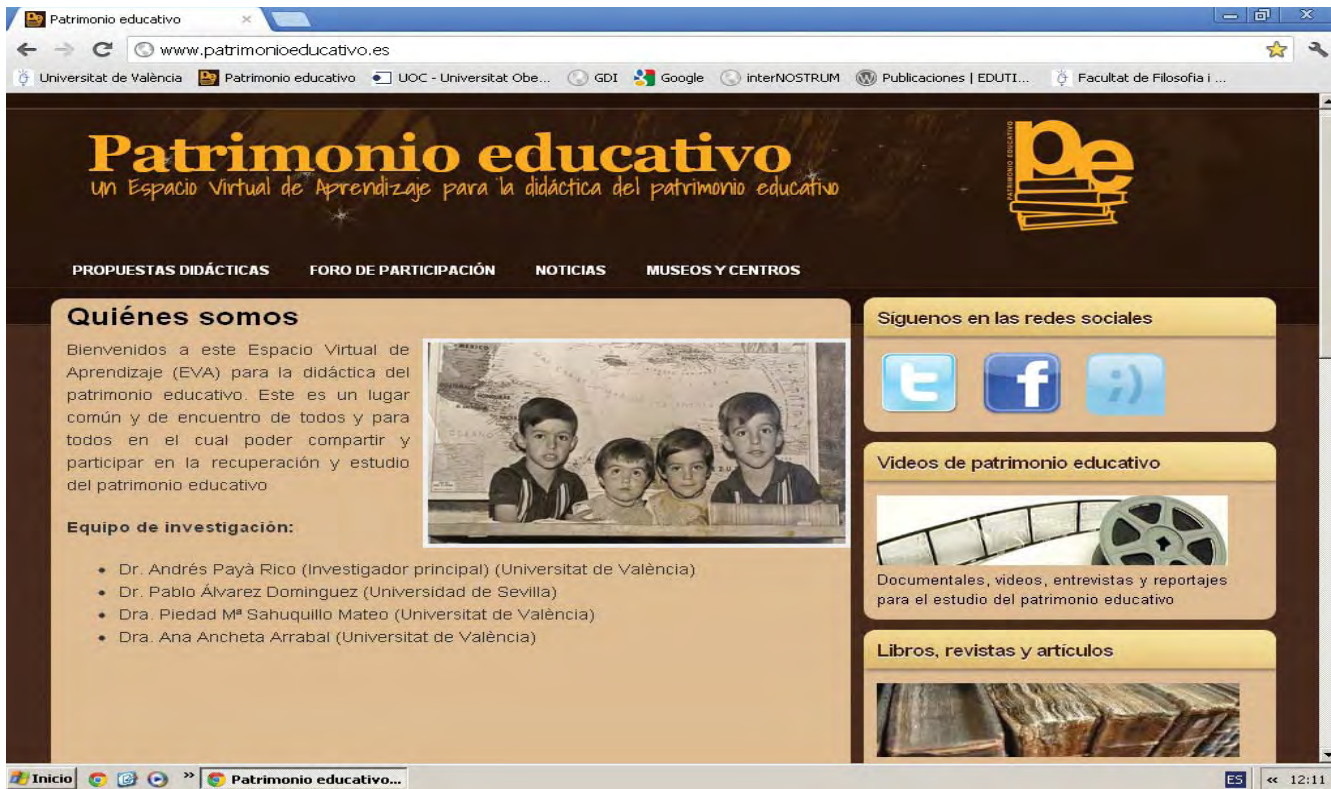 Patrimonio educativo
www.patrimonioeducativo.es
Universitat de València Patrimonio educativo UOC - Universitat Obe... GDI Google interNOSTRUM Publicaciones | EDUTI... Facultat de Filosofia i ...
Patrimonio educativo
un Espacio Virtual de Aprendizaje para la didáctica del patrimonio educativo
PATRIMONIO EDUCATIVO
pe
PROPUESTAS DIDÁCTICAS FORO DE PARTICIPACIÓN NOTICIAS MUSEOS Y CENTROS
Quiénes somos
Bienvenidos a este Espacio Virtual de
Aprendizaje (EVA) para la didáctica del
patrimonio educativo. Este es un lugar
común y de encuentro de todos y para
todos en el cual poder compartir y
participar en la recuperación y estudio
del patrimonio educativo
MEXICO
Equipo de investigación:
Dr. Andrés Payà Rico (Investigador principal) (Universitat de València)
Dr. Pablo Álvarez Dominguez (Universidad de Sevilla)
Dra. Piedad Mª Sahuquillo Mateo (Universitat de València)
Dra. Ana Ancheta Arrabal (Universitat de València)
Síguenos en las redes sociales
t f ;)
Videos de patrimonio educativo
Documentales, videos, entrevistas y reportajes
para el estudio del patrimonio educativo
Libros, revistas y artículos
Inicio » Patrimonio educativo... ES « 12:11